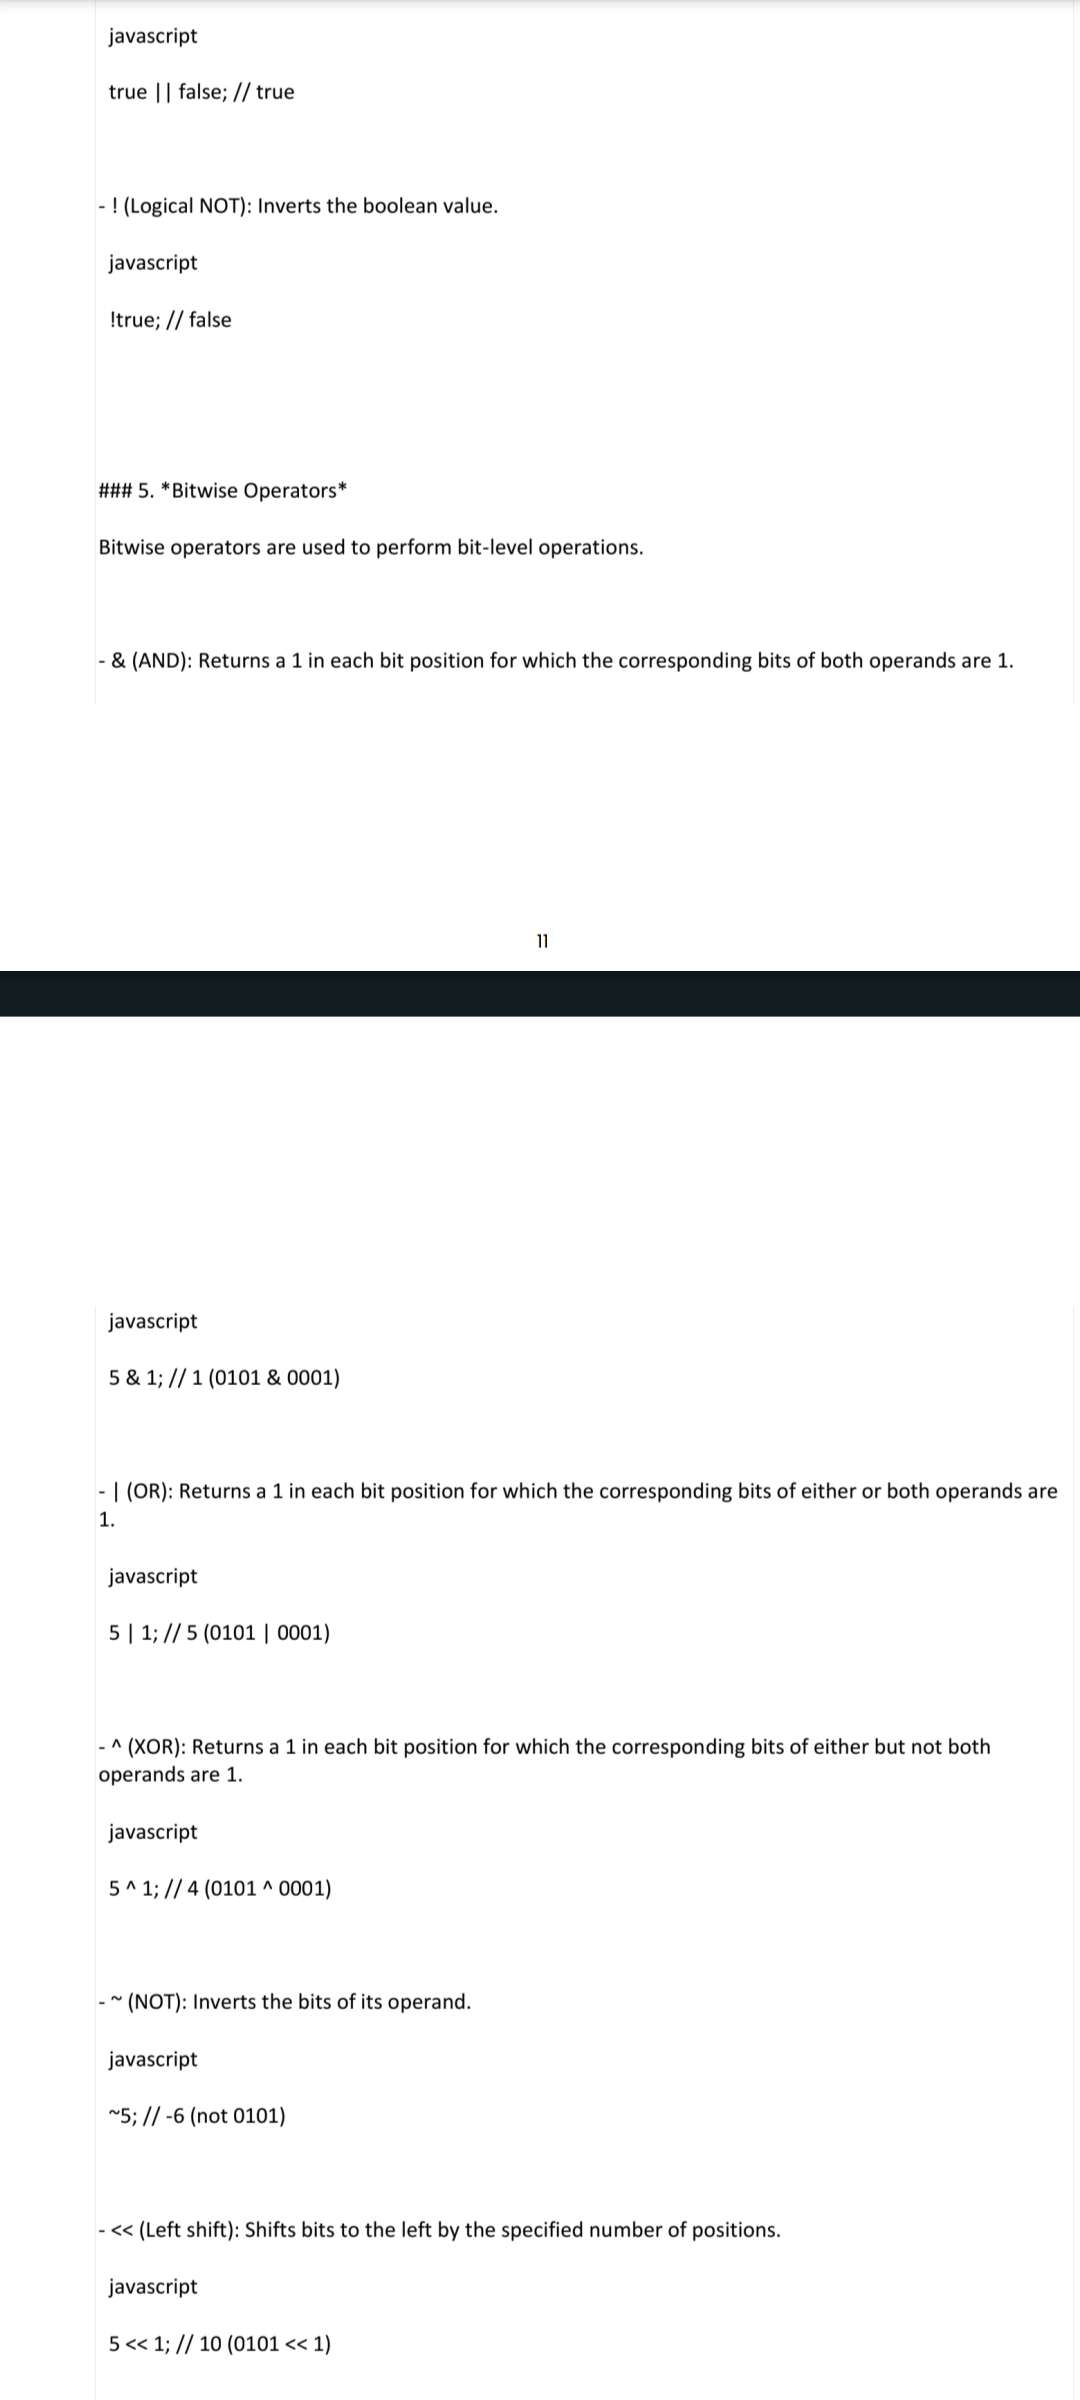 javascript
true || false; // true
- ! (Logical NOT): Inverts the boolean value.
javascript
!true; // false
### 5. *Bitwise Operators*
Bitwise operators are used to perform bit-level operations.
- & (AND): Returns a 1 in each bit position for which the corresponding bits of both operands are 1.
11
javascript
5 & 1; // 1 (0101 & 0001)
- | (OR): Returns a 1 in each bit position for which the corresponding bits of either or both operands are
1.
javascript
5 | 1; // 5 (0101 | 0001)
- ^ (XOR): Returns a 1 in each bit position for which the corresponding bits of either but not both
operands are 1.
javascript
5 ^ 1; // 4 (0101 ^ 0001)
- ~ (NOT): Inverts the bits of its operand.
javascript
~5; // -6 (not 0101)
- << (Left shift): Shifts bits to the left by the specified number of positions.
javascript
5 << 1; // 10 (0101 << 1)